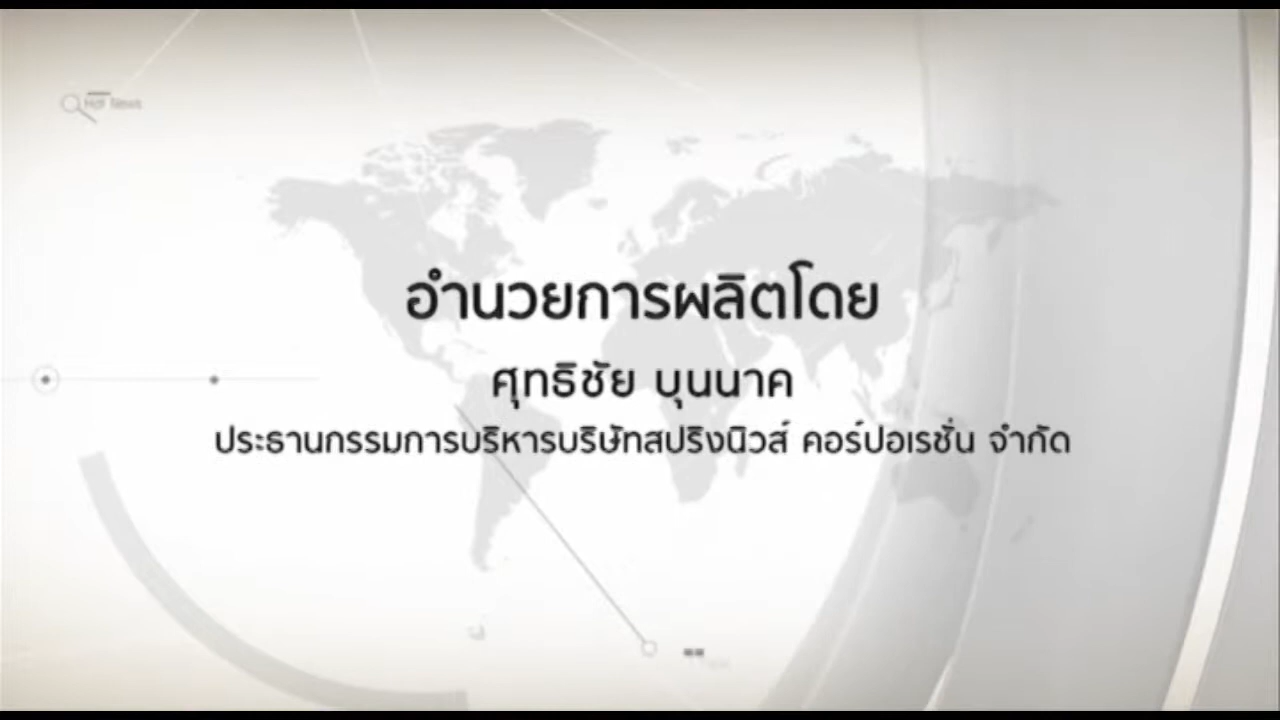 Hot News
อำนวยการผลิตโดย
ศุทธิชัย บุนนาค
ประธานกรรมการบริหารบริษัทสปริงนิวส์ คอร์ปอเรชั่น จำกัด